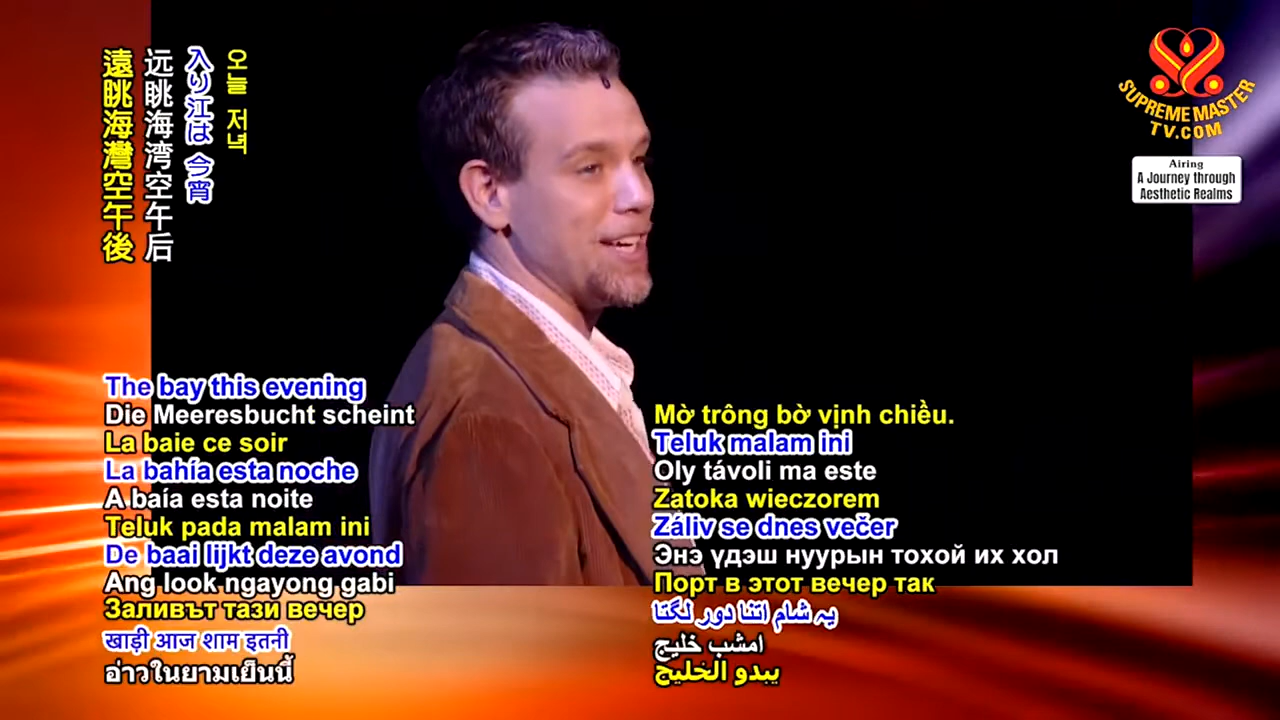 遠眺海灣空午後
远眺海湾空午后
入り江は 今宵
오늘 저녁
SUPREME MASTER
TV.COM
Airing
A Journey through
Aesthetic Realms
The bay this evening
Die Meeresbucht scheint
La baie ce soir
La bahía esta noche
A baía esta noite
Teluk pada malam ini
De baai lijkt deze avond
Ang look ngayong gabi
Заливът тази вечер
खाड़ी आज शाम इतनी
อ่าวในยามเย็นนี้
Mờ trông bờ vịnh chiều.
Teluk malam ini
Oly távoli ma este
Zatoka wieczorem
Záliv se dnes večer
Энэ үдэш нуурын тохой их хол
Порт в этот вечер так
یہ شام اتنا دور لگتا
امشب خلیج
يبدو الخليج